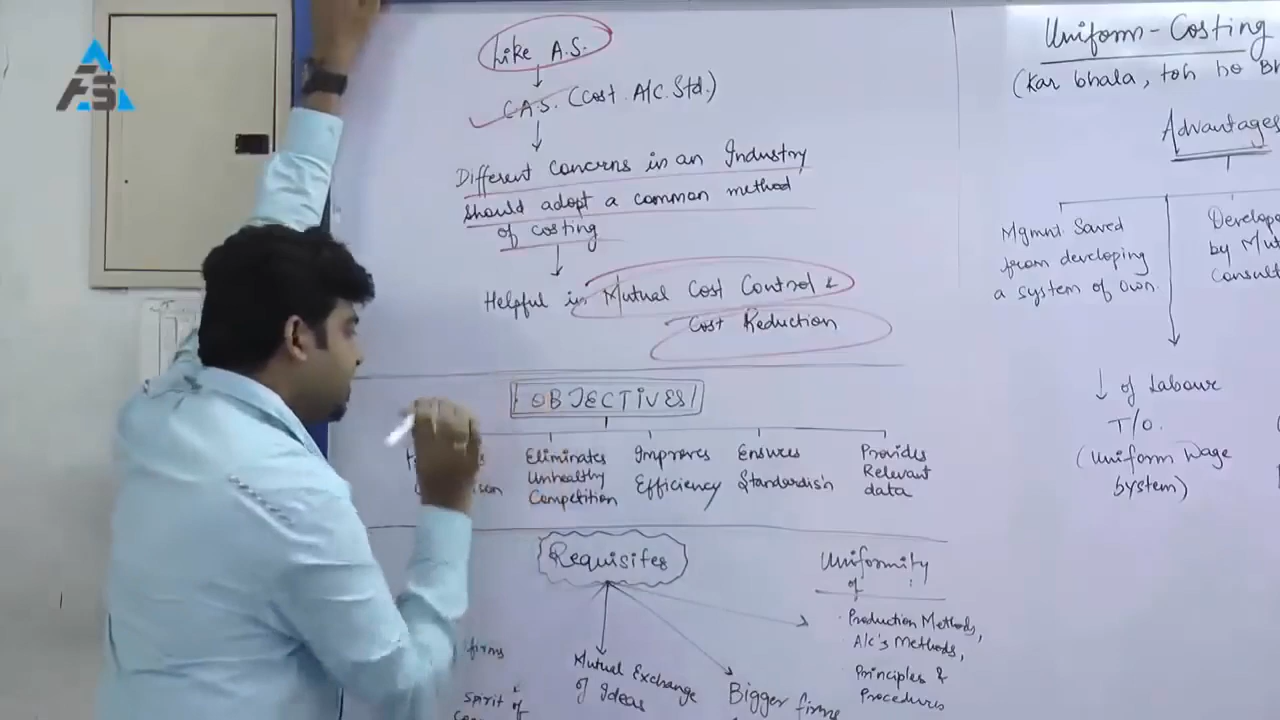 FS
Like A.S.
C.A.S. (Cost A/C. Std.)
Different Concerns in an Industry
should adopt a common method
of costing
Helpful in Mutual Cost Control &
Cost Reduction
OBJECTIVES
Eliminates
Unhealthy
Competition
Improves
Efficiency
Ensures
Standardis'n
Provides
Relevant
data
Requisites
firms
spirit of
Mutual Exchange
of Ideas
Bigger firms
Uniformity
of :
Production Methods,
A/c's Methods,
Principles &
Procedures
Uniform - Costing
(Kar bhala, toh ho Bh
Advantages
Mgmnt Saved
from developing
a system of own.
Develope
by Mut
Consult
↓ of Labour
T/O.
(Uniform Wage
System)